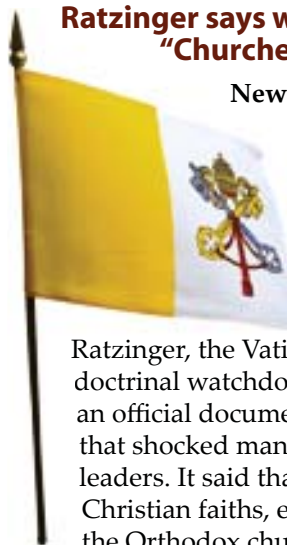 Ratzinger says w
“Churche
New
Ratzinger, the Vati
doctrinal watchdo
an official docume
that shocked man
leaders. It said tha
Christian faiths, e
the Orthodox chu